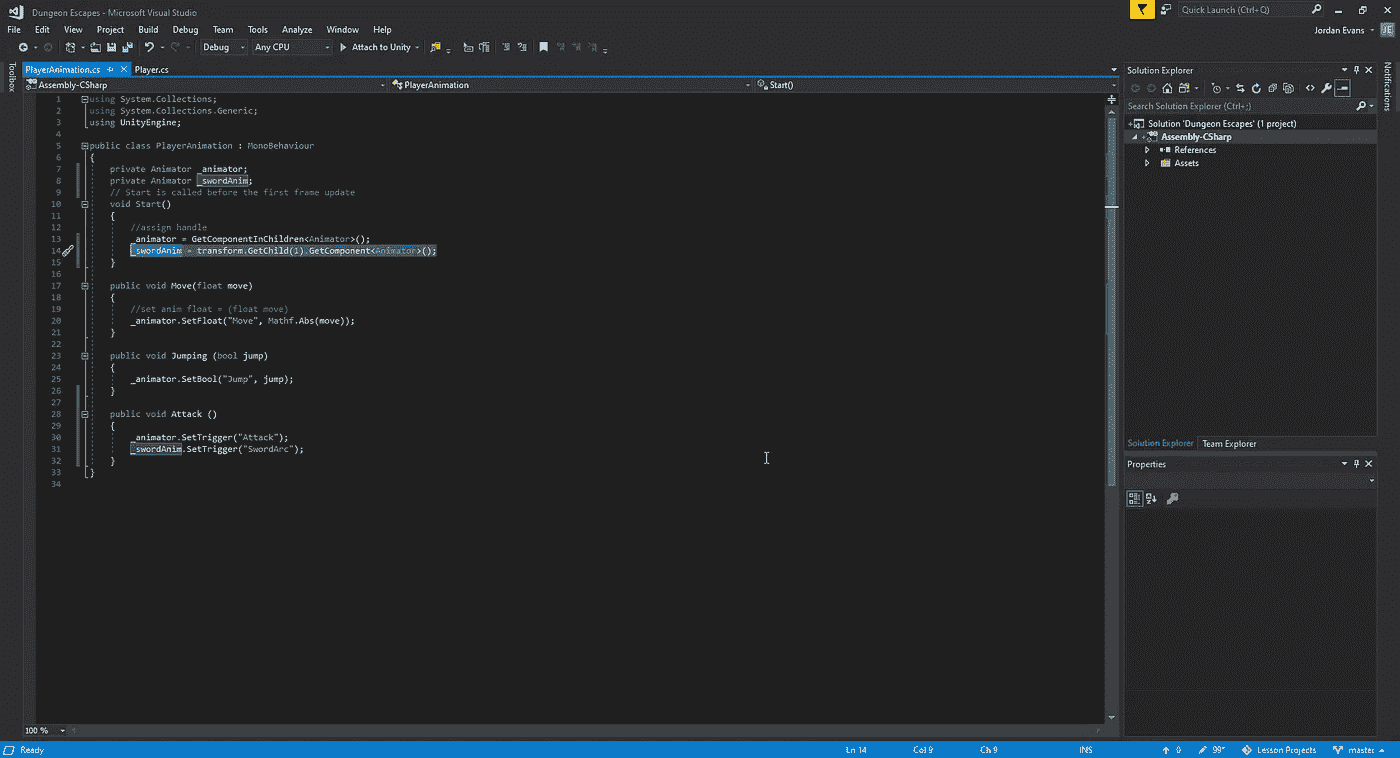 Dungeon Escapes - Microsoft Visual Studio
Quick Launch (Ctrl+Q)
File Edit View Project Build Debug Team Tools Analyze Window Help
Jordan Evans JE
Debug Any CPU Attach to Unity
Toolbox
PlayerAnimation.cs Player.cs
Assembly-CSharp PlayerAnimation Start()
1 using System.Collections;
2 using System.Collections.Generic;
3 using UnityEngine;
4
5 public class PlayerAnimation : MonoBehaviour
6 {
7 private Animator _animator;
8 private Animator _swordAnim;
9 // Start is called before the first frame update
10 void Start()
11 {
12 //assign handle
13 _animator = GetComponentInChildren<Animator>();
14 _swordAnim = transform.GetChild(1).GetComponent<Animator>();
15 }
16
17 public void Move(float move)
18 {
19 //set anim float = (float move)
20 _animator.SetFloat("Move", Mathf.Abs(move));
21 }
22
23 public void Jumping (bool jump)
24 {
25 _animator.SetBool("Jump", jump);
26 }
27
28 public void Attack ()
29 {
30 _animator.SetTrigger("Attack");
31 _swordAnim.SetTrigger("SwordArc");
32 }
33 }
34
100 %
Solution Explorer
Search Solution Explorer (Ctrl+;)
Solution 'Dungeon Escapes' (1 project)
Assembly-CSharp
References
Assets
Solution Explorer Team Explorer
Properties
Notifications
Ready Ln 14 Col 9 Ch 9 INS 0 99+ Lesson Projects master